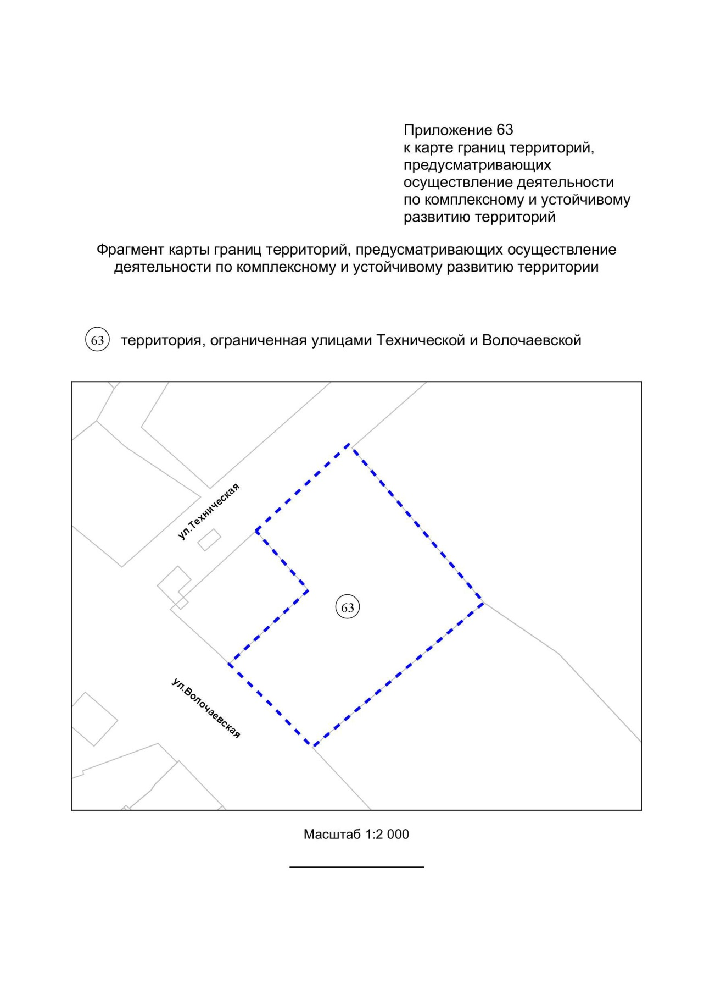 Приложение 63
к карте границ территорий,
предусматривающих
осуществление деятельности
по комплексному и устойчивому
развитию территорий
Фрагмент карты границ территорий, предусматривающих осуществление
деятельности по комплексному и устойчивому развитию территории
63 территория, ограниченная улицами Технической и Волочаевской
ул.Техническая
63
ул.Волочаевская
Масштаб 1:2 000